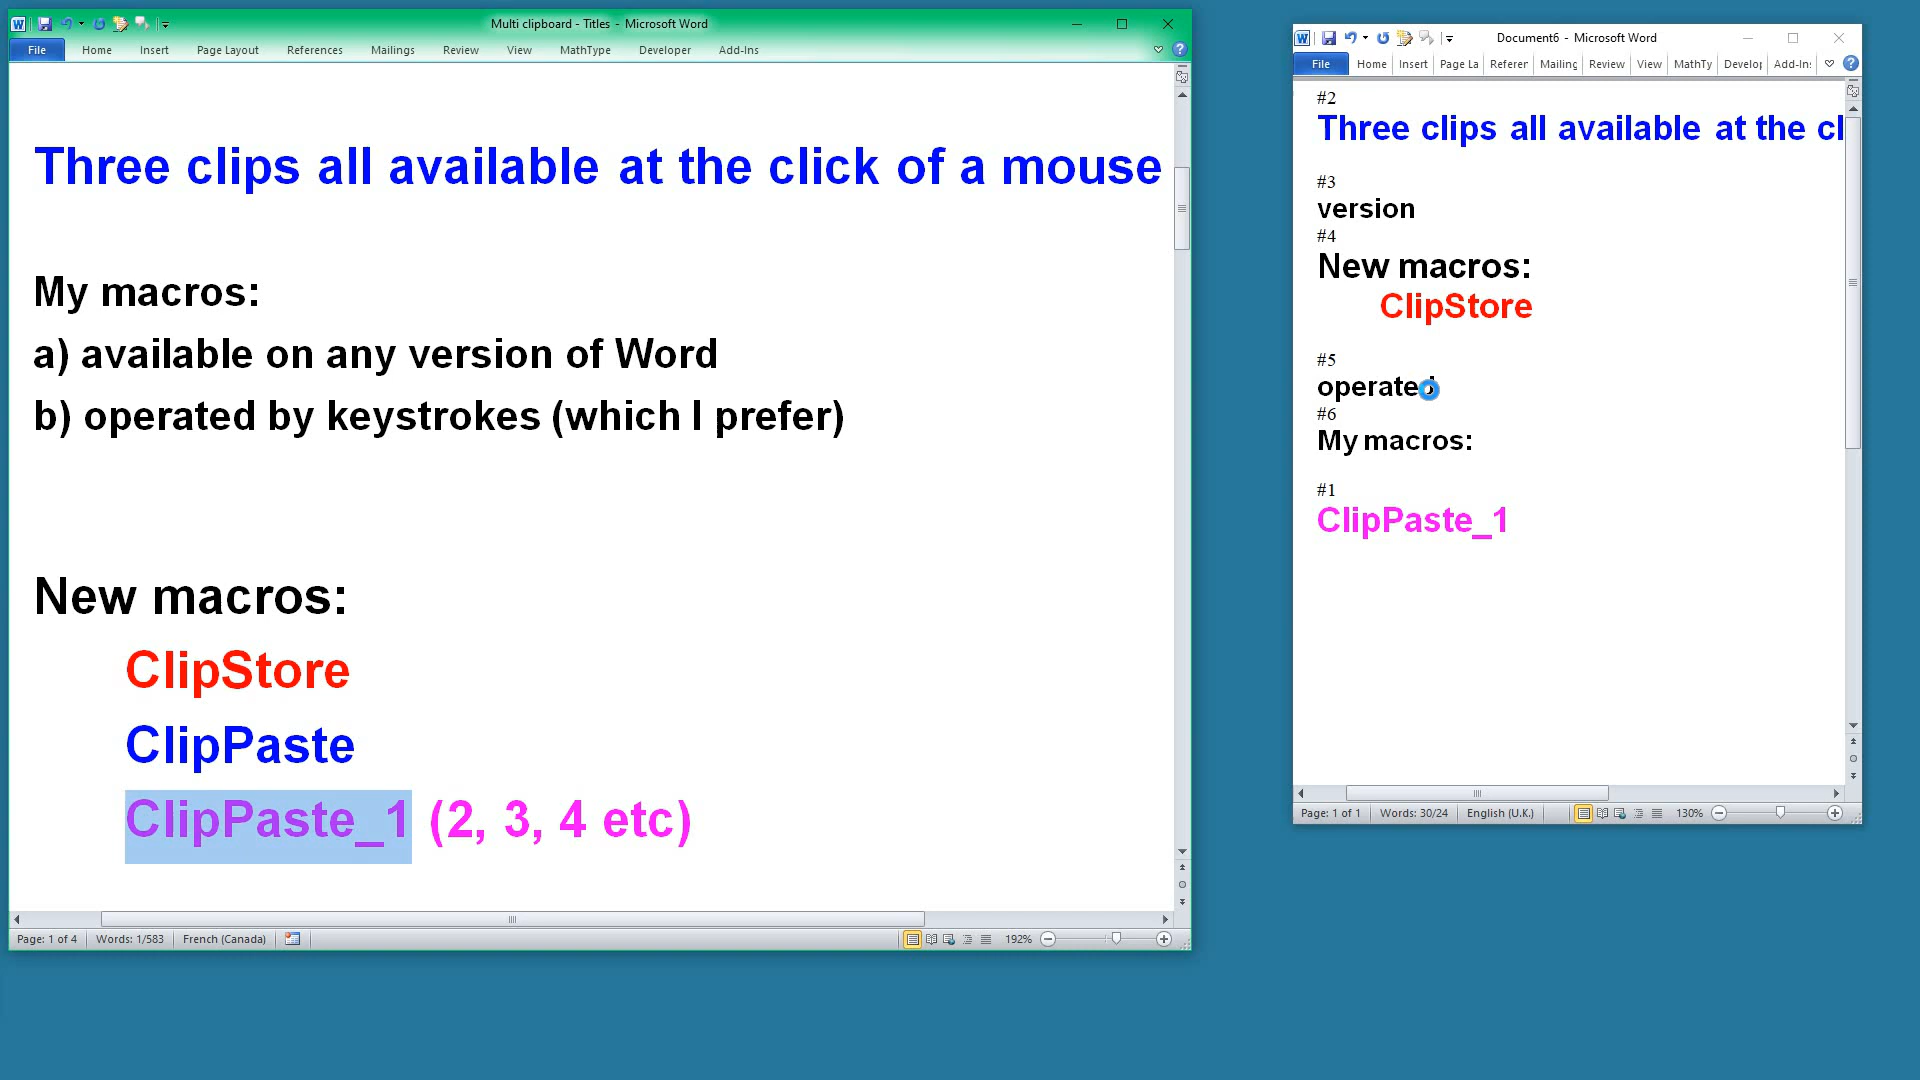 Multi clipboard - Titles - Microsoft Word
File Home Insert Page Layout References Mailings Review View MathType Developer Add-Ins
Three clips all available at the click of a mouse
My macros:
a) available on any version of Word
b) operated by keystrokes (which I prefer)
New macros:
ClipStore
ClipPaste
ClipPaste_1 (2, 3, 4 etc)
Page: 1 of 4 Words: 1/583 French (Canada) 192%
Document6 - Microsoft Word
File Home Insert Page La Referen Mailing Review View MathTy Develop Add-In:
#2
Three clips all available at the cl
#3
version
#4
New macros:
ClipStore
#5
operated
#6
My macros:
#1
ClipPaste_1
Page: 1 of 1 Words: 30/24 English (U.K.) 130%